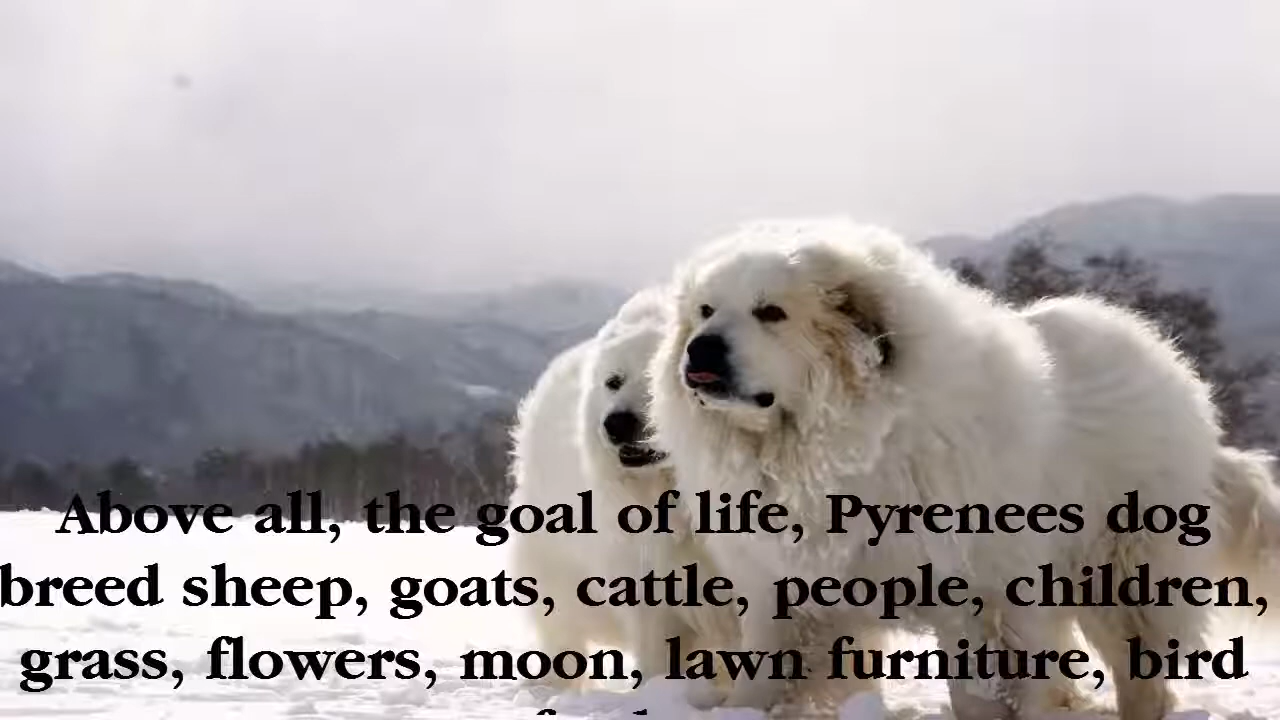 Above all, the goal of life, Pyrenees dog
breed sheep, goats, cattle, people, children,
grass, flowers, moon, lawn furniture, bird